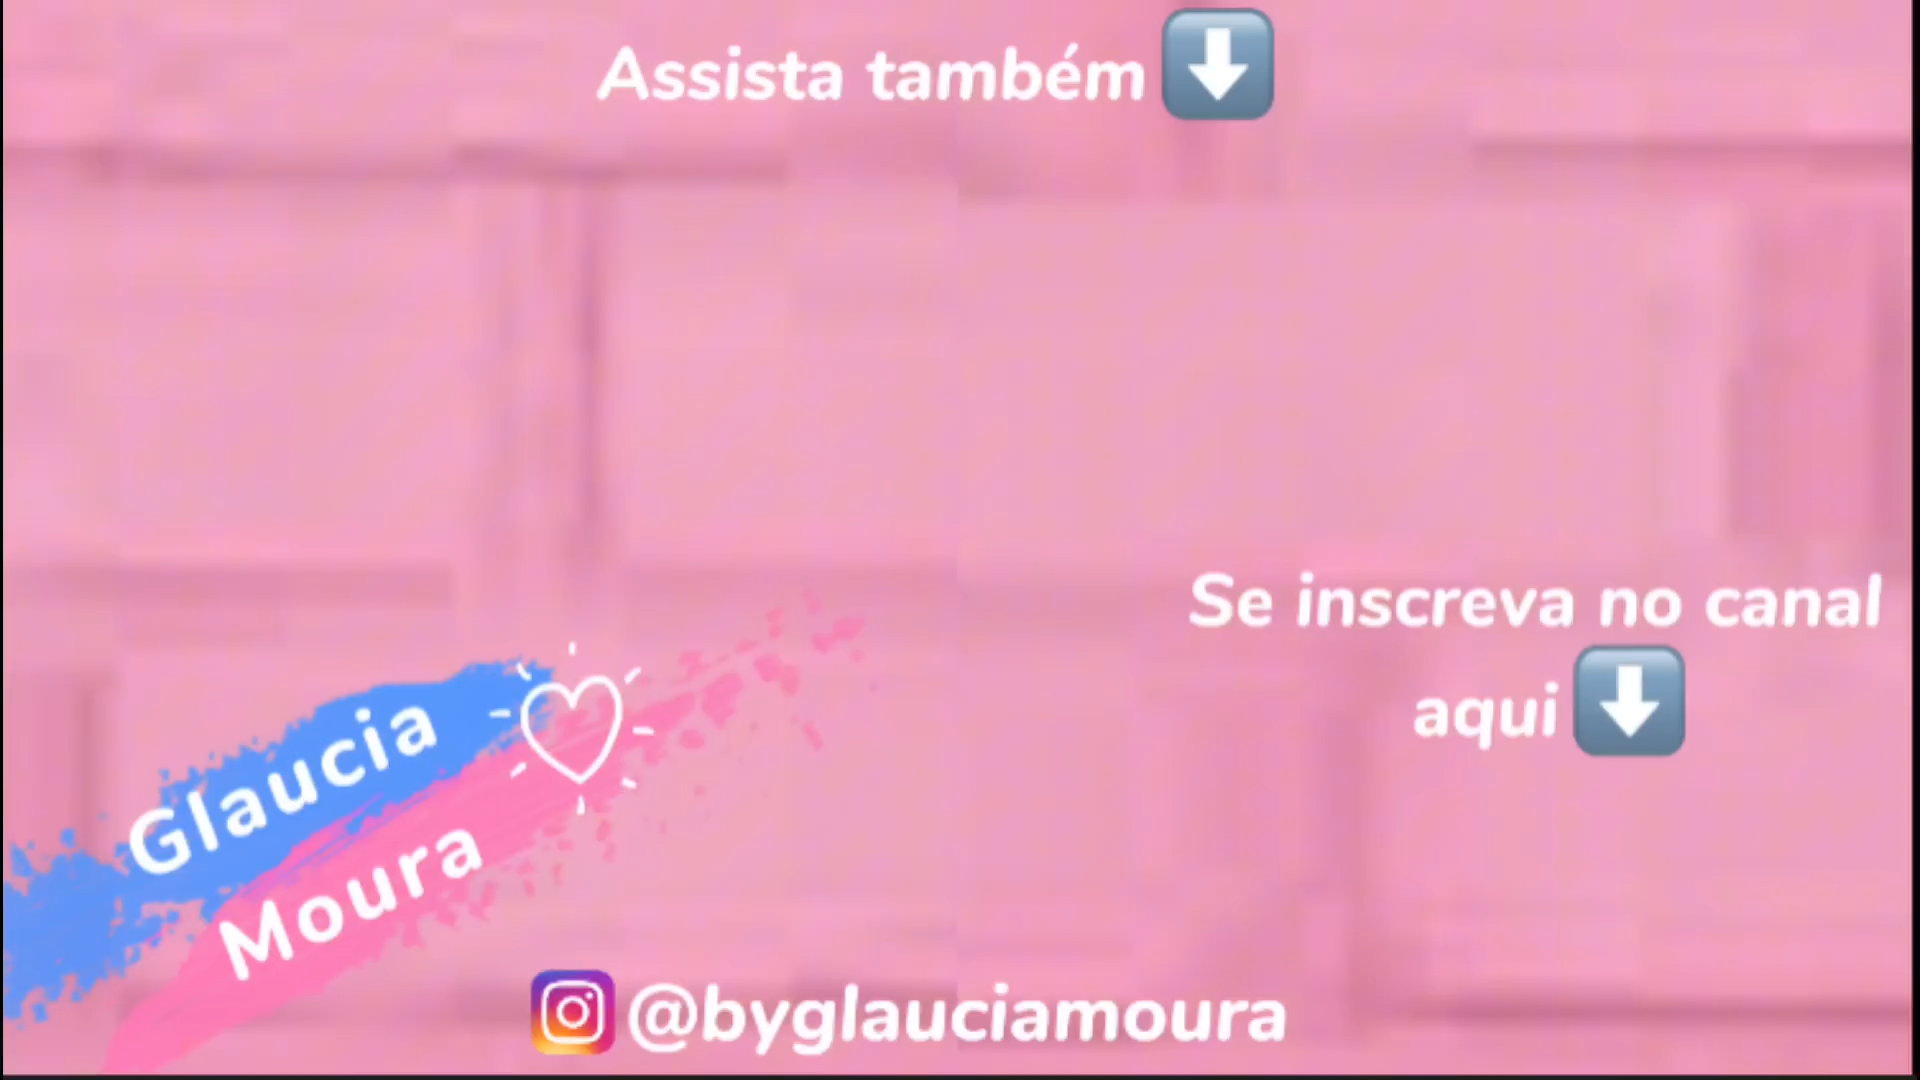 Assista também ⬇️
Se inscreva no canal
aqui ⬇️
Glaucia
Moura
@byglauciamoura